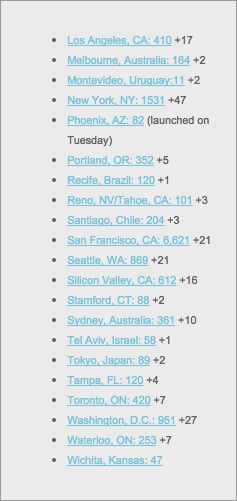 Los Angeles, CA: 410 +17
Melbourne, Australia: 164 +2
Montevideo, Uruguay:11 +2
New York, NY: 1531 +47
Phoenix, AZ: 82 (launched on
Tuesday)
Portland, OR: 352 +5
Recife, Brazil: 120 +1
Reno, NV/Tahoe, CA: 101 +3
Santiago, Chile: 204 +3
San Francisco, CA: 6,621 +21
Seattle, WA: 869 +21
Silicon Valley, CA: 612 +16
Stamford, CT: 88 +2
Sydney, Australia: 361 +10
Tel Aviv, Israel: 58 +1
Tokyo, Japan: 89 +2
Tampa, FL: 120 +4
Toronto, ON: 420 +7
Washington, D.C.: 951 +27
Waterloo, ON: 253 +7
Wichita, Kansas: 47